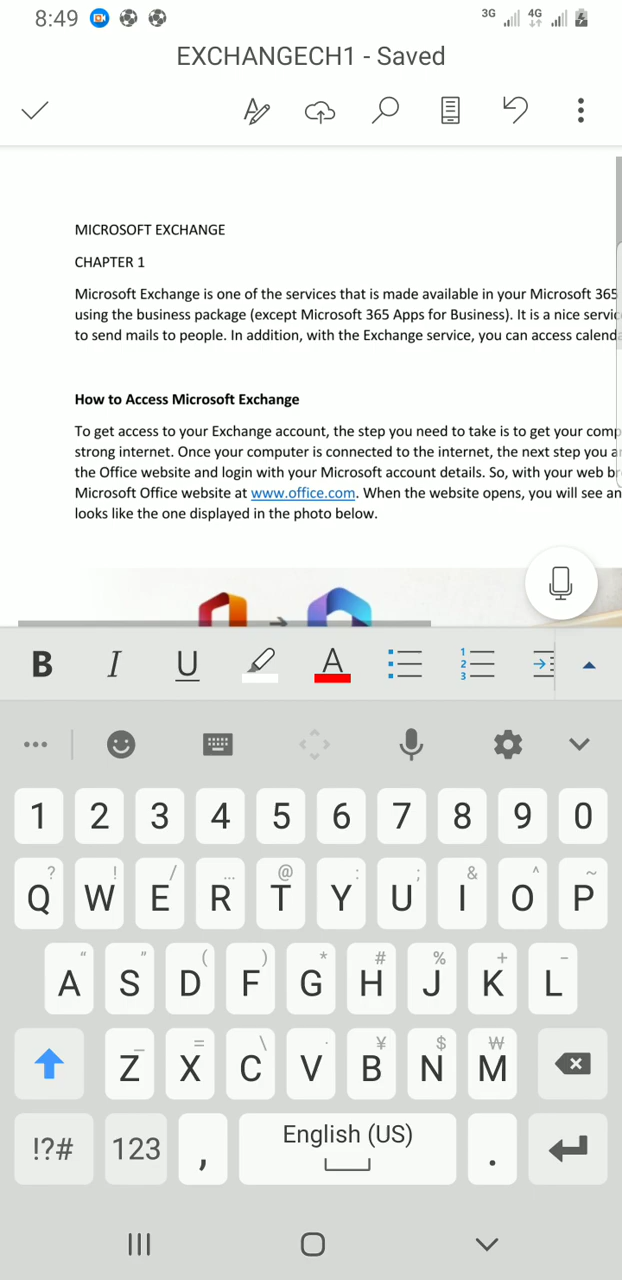 8:49 3G 4G
EXCHANGECH1 - Saved
MICROSOFT EXCHANGE
CHAPTER 1
Microsoft Exchange is one of the services that is made available in your Microsoft 365
using the business package (except Microsoft 365 Apps for Business). It is a nice servic
to send mails to people. In addition, with the Exchange service, you can access calenda
How to Access Microsoft Exchange
To get access to your Exchange account, the step you need to take is to get your comp
strong internet. Once your computer is connected to the internet, the next step you a
the Office website and login with your Microsoft account details. So, with your web br
Microsoft Office website at www.office.com. When the website opens, you will see an
looks like the one displayed in the photo below.
B I U A 1 2 3
1 2 3 4 5 6 7 8 9 0
? ! / ... @ : ; & ^ ~
Q W E R T Y U I O P
“ ” ( ) * # % + -
A S D F G H J K L
_ = \ · ¥ $ ₩
Z X C V B N M
!?# 123 , English (US) .